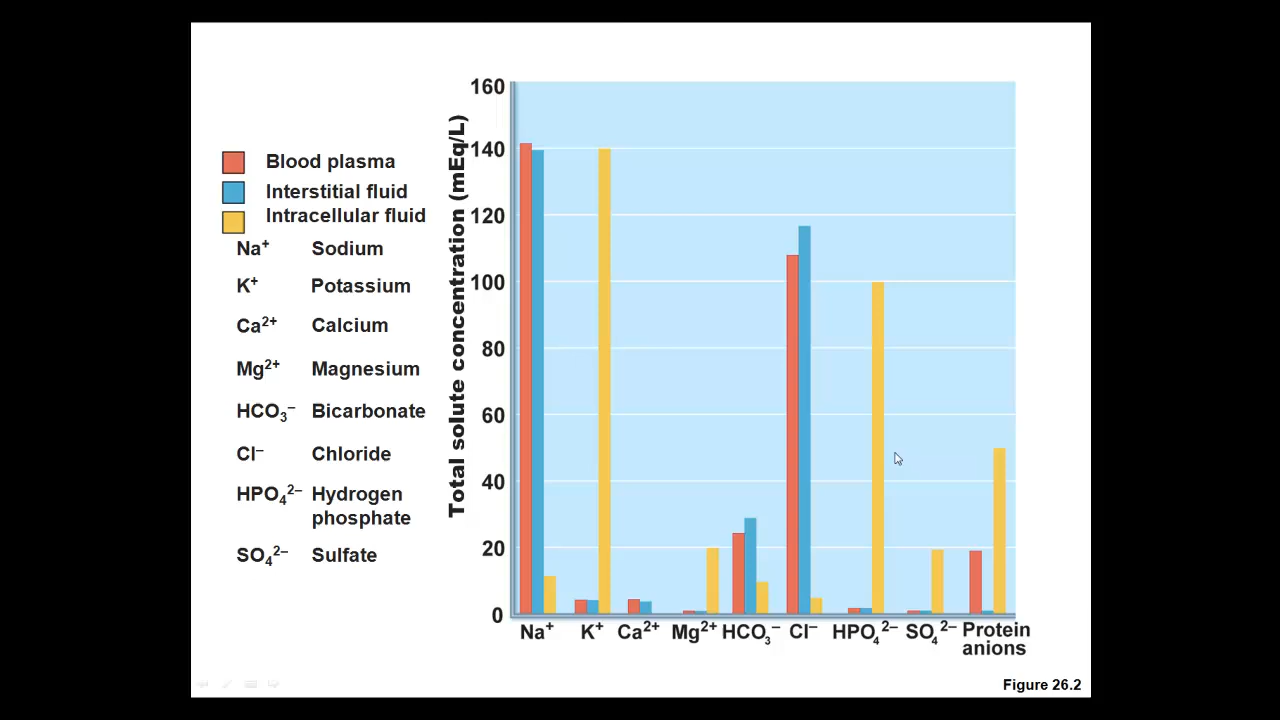 160
Total solute concentration (mEq/L)
140
120
100
80
60
40
20
0
Blood plasma
Interstitial fluid
Intracellular fluid
Na⁺ Sodium
K⁺ Potassium
Ca²⁺ Calcium
Mg²⁺ Magnesium
HCO₃⁻ Bicarbonate
Cl⁻ Chloride
HPO₄²⁻ Hydrogen
phosphate
SO₄²⁻ Sulfate
Na⁺ K⁺ Ca²⁺ Mg²⁺ HCO₃⁻ Cl⁻ HPO₄²⁻ SO₄²⁻ Protein
anions
Figure 26.2